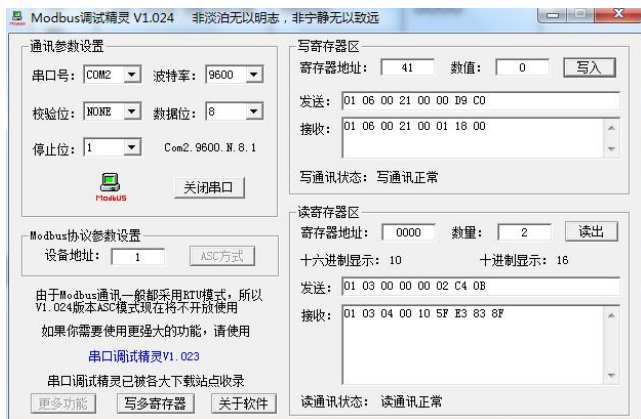 Modbus调试精灵 V1.024 非淡泊无以明志，非宁静无以致远
通讯参数设置
串口号: COM2 波特率: 9600
校验位: NONE 数据位: 8
停止位: 1 Com2.9600.N.8.1
ModbUS 关闭串口
Modbus协议参数设置
设备地址: 1 ASC方式
由于Modbus通讯一般都采用RTU模式，所以
V1.024版本ASC模式现在将不开放使用
如果你需要使用更强大的功能，请使用
串口调试精灵V1.023
串口调试精灵已被各大下载站点收录
更多功能 写多寄存器 关于软件
写寄存器区
寄存器地址: 41 数值: 0 写入
发送: 01 06 00 21 00 00 D9 C0
接收: 01 06 00 21 00 01 18 00
写通讯状态: 写通讯正常
读寄存器区
寄存器地址: 0000 数量: 2 读出
十六进制显示: 10 十进制显示: 16
发送: 01 03 00 00 00 02 C4 0B
接收: 01 03 04 00 10 5F E3 83 8F
读通讯状态: 读通讯正常